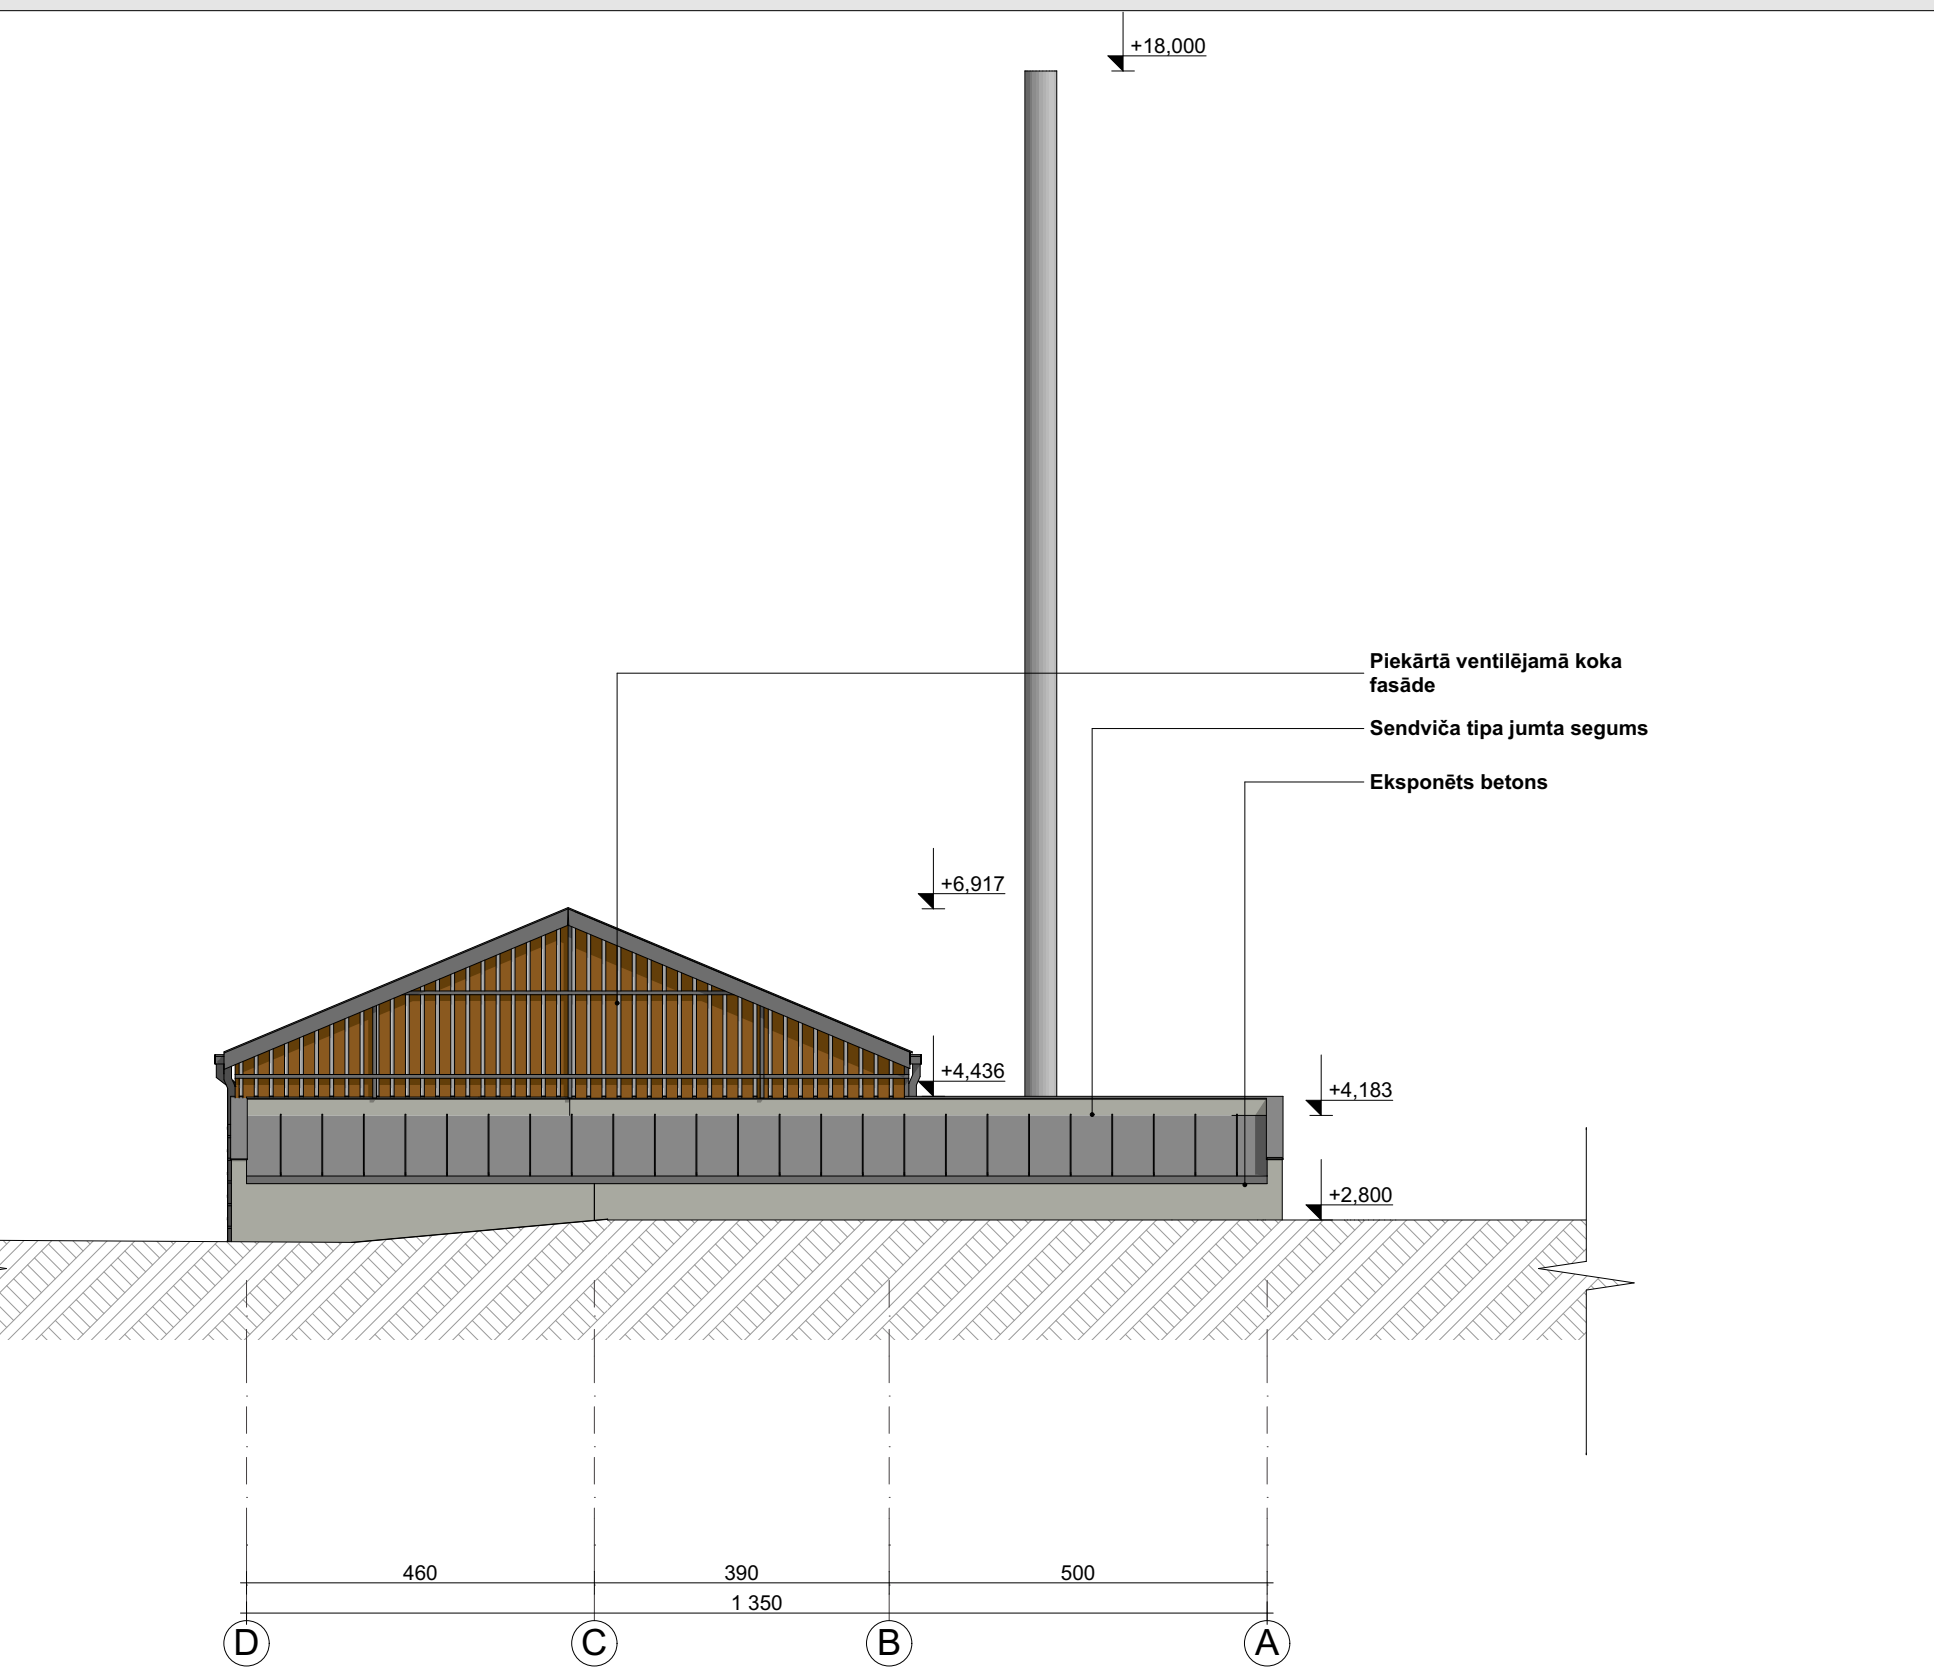 +18,000
Piekārtā ventilējamā koka
fasāde
Sendviča tipa jumta segums
Eksponēts betons
+6,917
+4,436
+4,183
+2,800
460
390
500
1 350
D
C
B
A